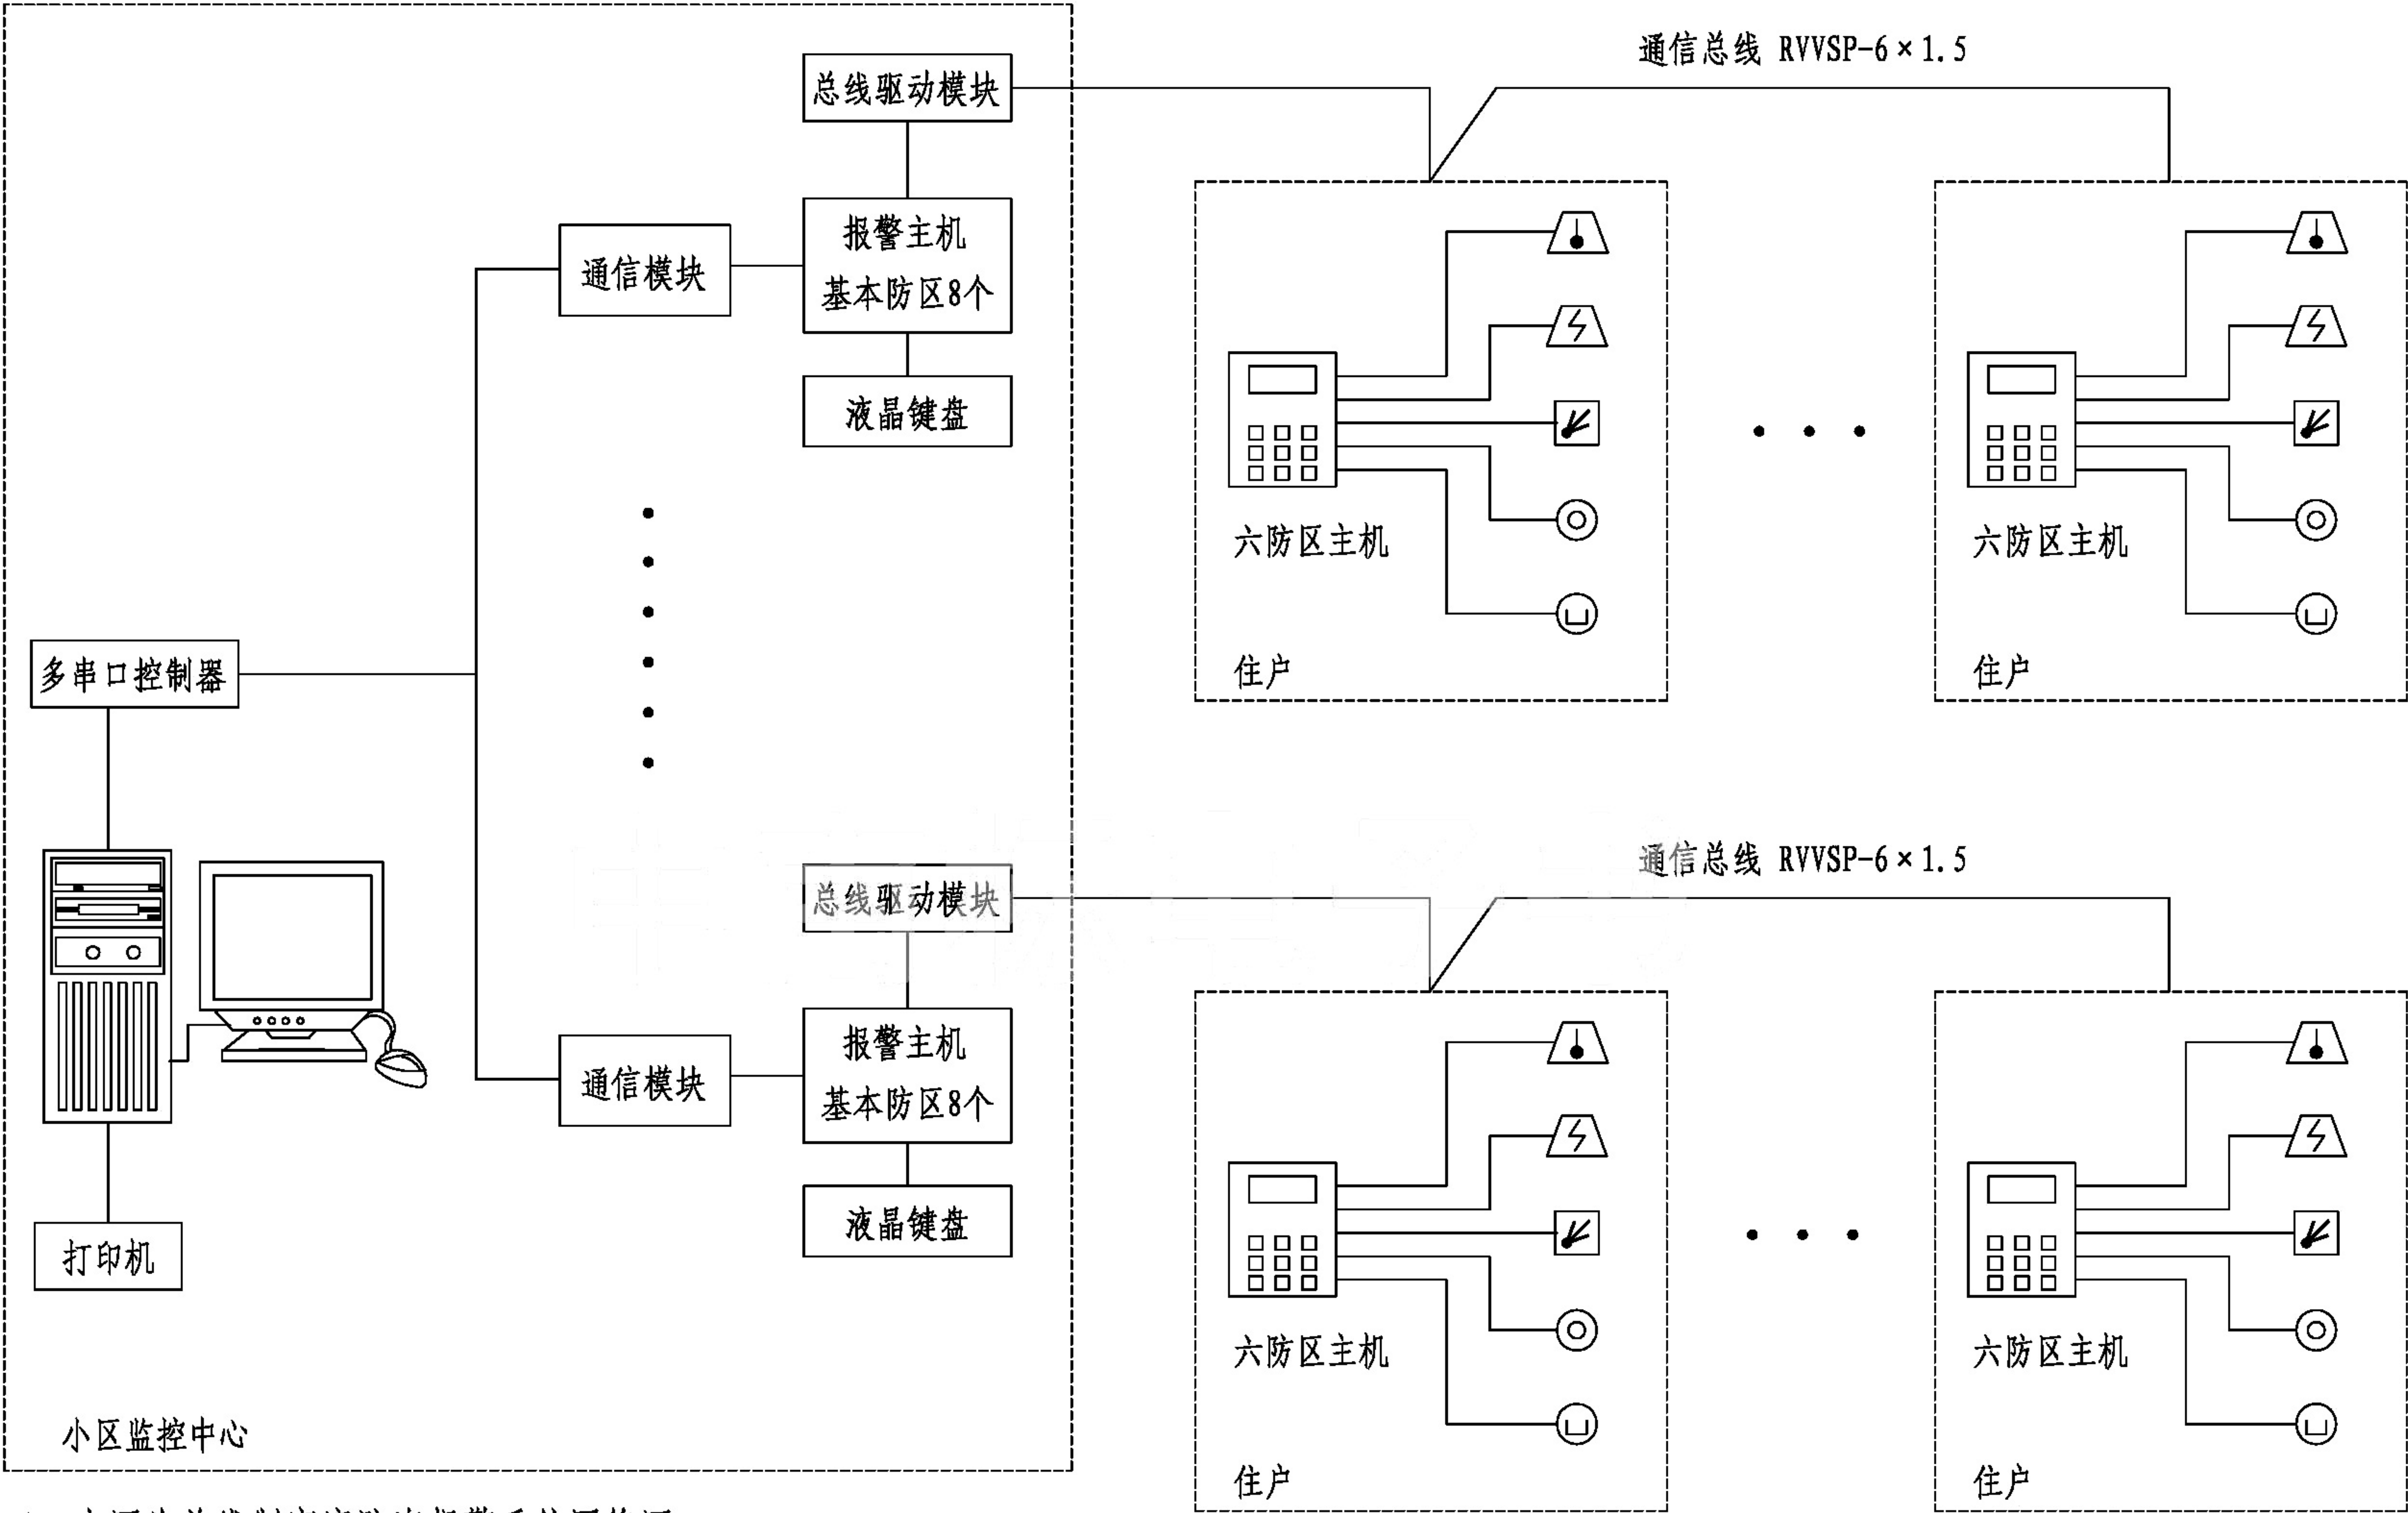 通信总线 RVVSP-6×1.5
总线驱动模块
报警主机
基本防区8个
通信模块
液晶键盘
六防区主机
住户
六防区主机
住户
多串口控制器
通信总线 RVVSP-6×1.5
总线驱动模块
报警主机
基本防区8个
通信模块
液晶键盘
打印机
六防区主机
住户
六防区主机
住户
小区监控中心